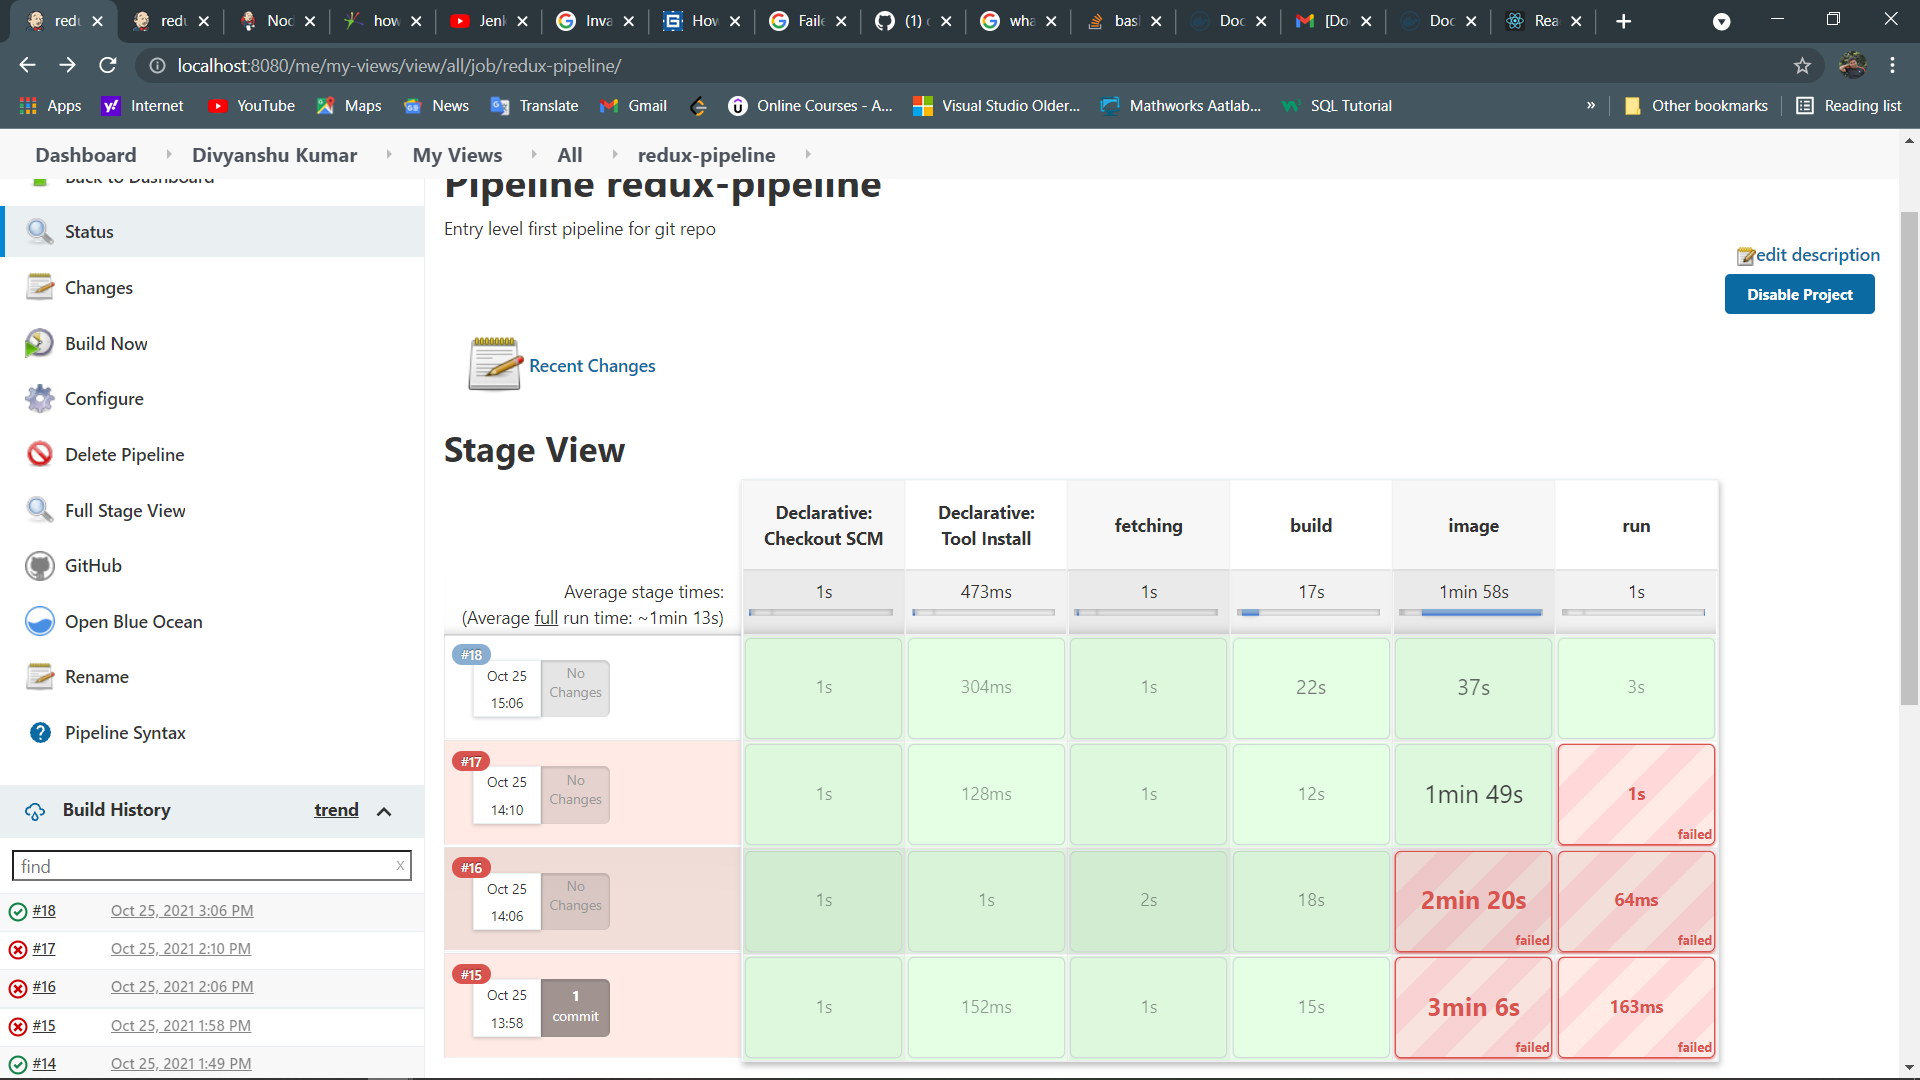 redu
redu
Nod
how
Jenk
Inva
How
Faile
(1) c
wha
bash
Doc
[Do
Doc
Rea
localhost:8080/me/my-views/view/all/job/redux-pipeline/
Apps
Internet
YouTube
Maps
News
Translate
Gmail
Online Courses - A...
Visual Studio Older...
Mathworks Aatlab...
SQL Tutorial
»
Other bookmarks
Reading list
Dashboard
Divyanshu Kumar
My Views
All
redux-pipeline
Back to Dashboard
Status
Changes
Build Now
Configure
Delete Pipeline
Full Stage View
GitHub
Open Blue Ocean
Rename
Pipeline Syntax
Build History
trend
find
x
#18 Oct 25, 2021 3:06 PM
#17 Oct 25, 2021 2:10 PM
#16 Oct 25, 2021 2:06 PM
#15 Oct 25, 2021 1:58 PM
#14 Oct 25, 2021 1:49 PM
Pipeline redux-pipeline
Entry level first pipeline for git repo
edit description
Disable Project
Recent Changes
Stage View
Declarative: Declarative:
Checkout SCM Tool Install fetching build image run
Average stage times: 1s 473ms 1s 17s 1min 58s 1s
(Average full run time: ~1min 13s)
#18
Oct 25
15:06
No
Changes
1s 304ms 1s 22s 37s 3s
#17
Oct 25
14:10
No
Changes
1s 128ms 1s 12s 1min 49s 1s
failed
#16
Oct 25
14:06
No
Changes
1s 1s 2s 18s 2min 20s 64ms
failed failed
#15
Oct 25
13:58
1
commit
1s 152ms 1s 15s 3min 6s 163ms
failed failed